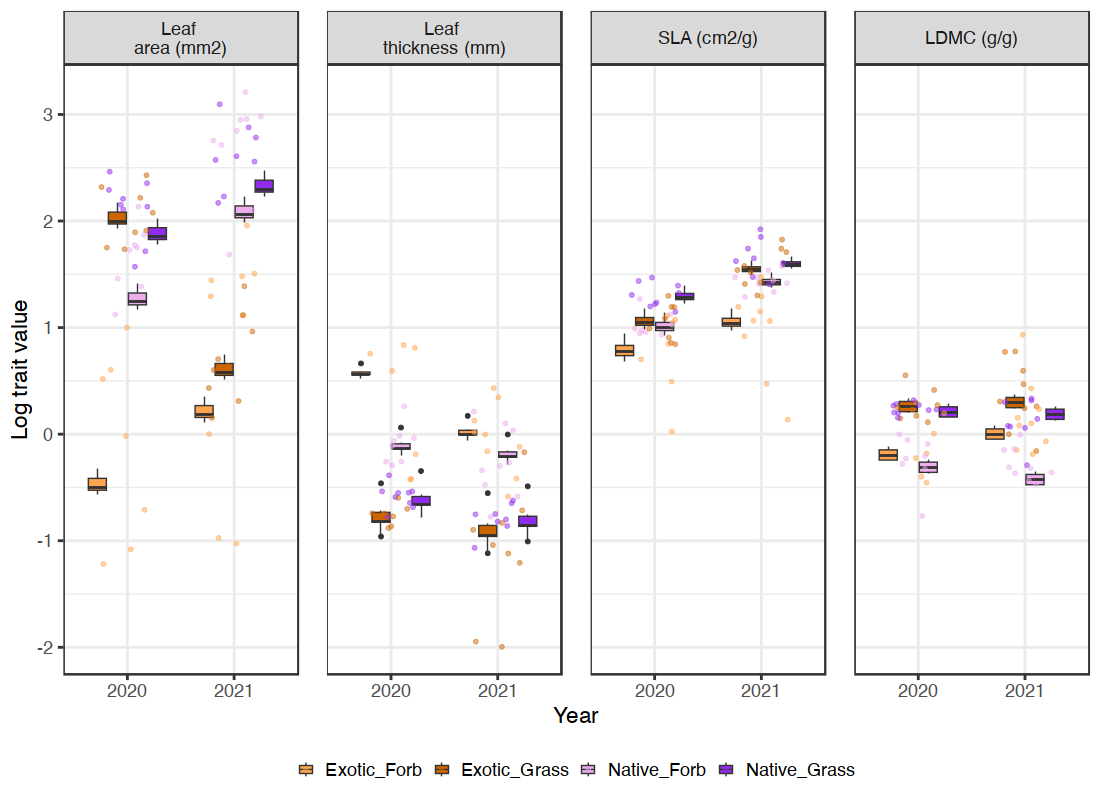 Leaf
area (mm2)
Leaf
thickness (mm)
SLA (cm2/g)
LDMC (g/g)
Log trait value
3
2
1
0
-1
-2
2020
2021
2020
2021
2020
2021
2020
2021
Year
Exotic_Forb
Exotic_Grass
Native_Forb
Native_Grass